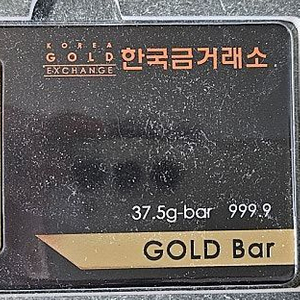 KOREA
GOLD
EXCHANGE
한국금거래소
37.5g-bar 999.9
GOLD Bar